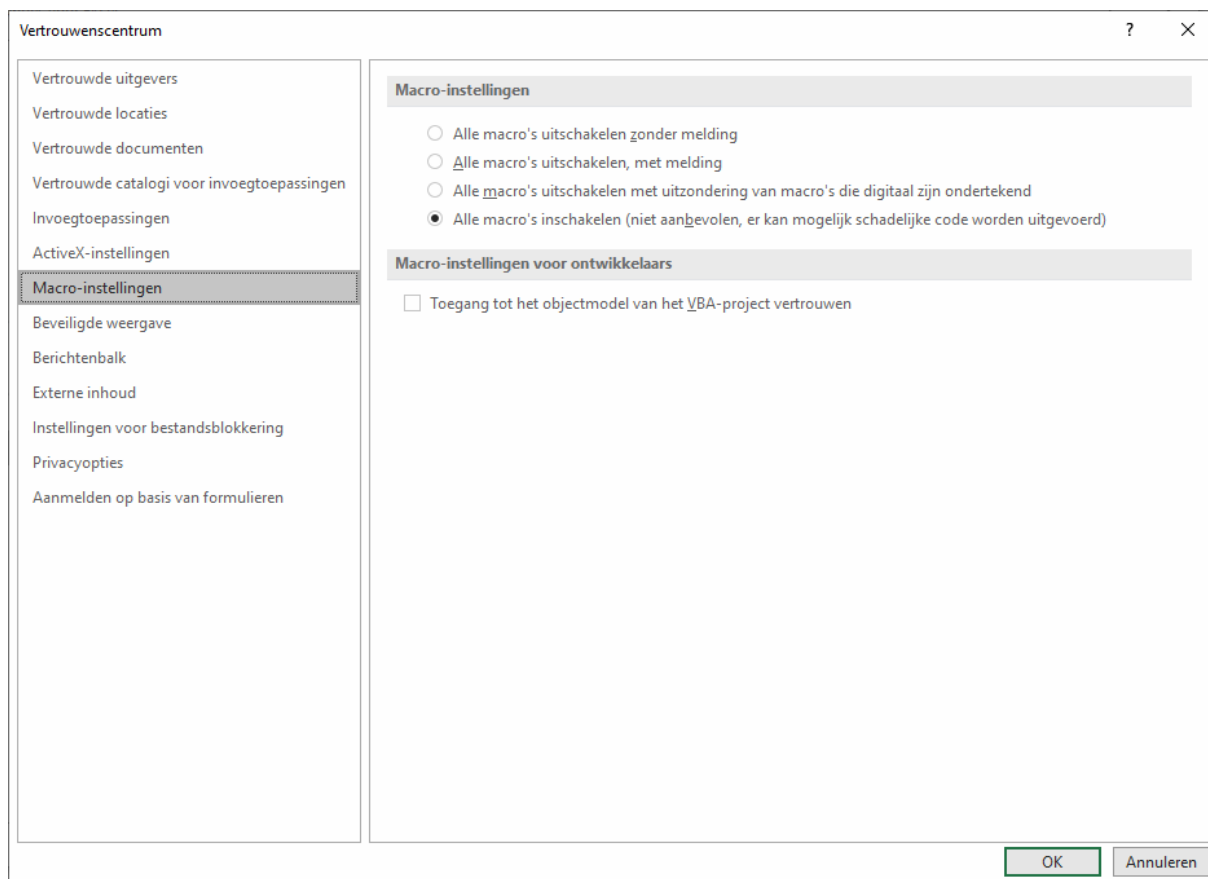 Vertrouwenscentrum
?
Vertrouwde uitgevers
Vertrouwde locaties
Vertrouwde documenten
Vertrouwde catalogi voor invoegtoepassingen
Invoegtoepassingen
ActiveX-instellingen
Macro-instellingen
Beveiligde weergave
Berichtenbalk
Externe inhoud
Instellingen voor bestandsblokkering
Privacyopties
Aanmelden op basis van formulieren
Macro-instellingen
Alle macro's uitschakelen zonder melding
Alle macro's uitschakelen, met melding
Alle macro's uitschakelen met uitzondering van macro's die digitaal zijn ondertekend
Alle macro's inschakelen (niet aanbevolen, er kan mogelijk schadelijke code worden uitgevoerd)
Macro-instellingen voor ontwikkelaars
Toegang tot het objectmodel van het VBA-project vertrouwen
OK
Annuleren